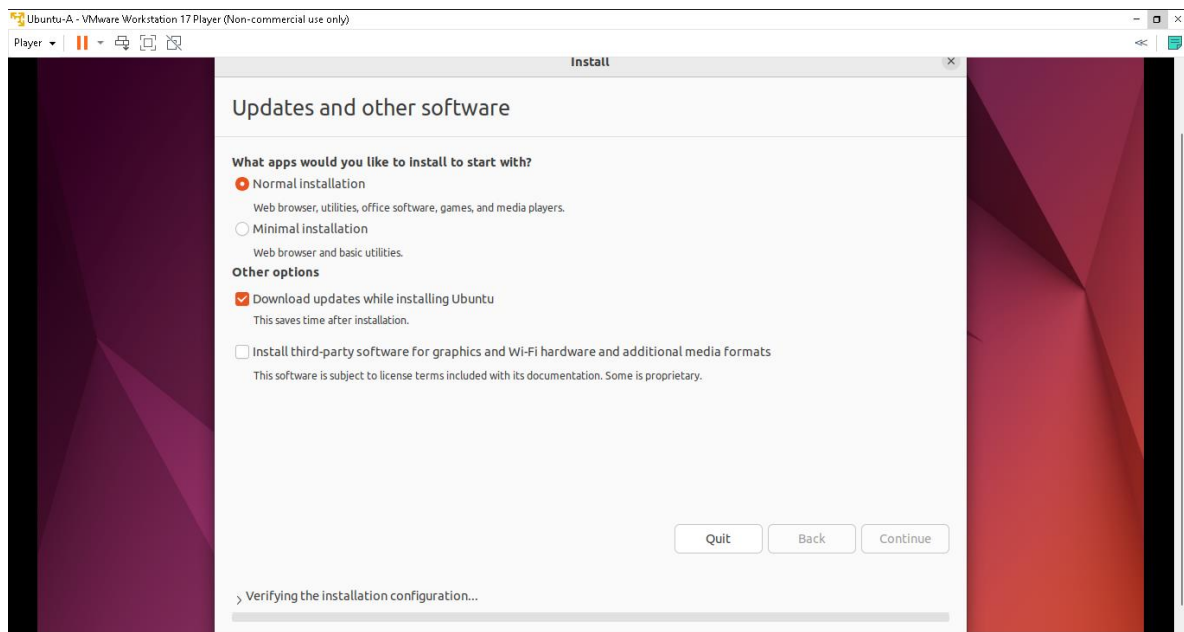 Ubuntu-A - VMware Workstation 17 Player (Non-commercial use only)
Player
Install
Updates and other software
What apps would you like to install to start with?
Normal installation
Web browser, utilities, office software, games, and media players.
Minimal installation
Web browser and basic utilities.
Other options
Download updates while installing Ubuntu
This saves time after installation.
Install third-party software for graphics and Wi-Fi hardware and additional media formats
This software is subject to license terms included with its documentation. Some is proprietary.
Quit Back Continue
Verifying the installation configuration...